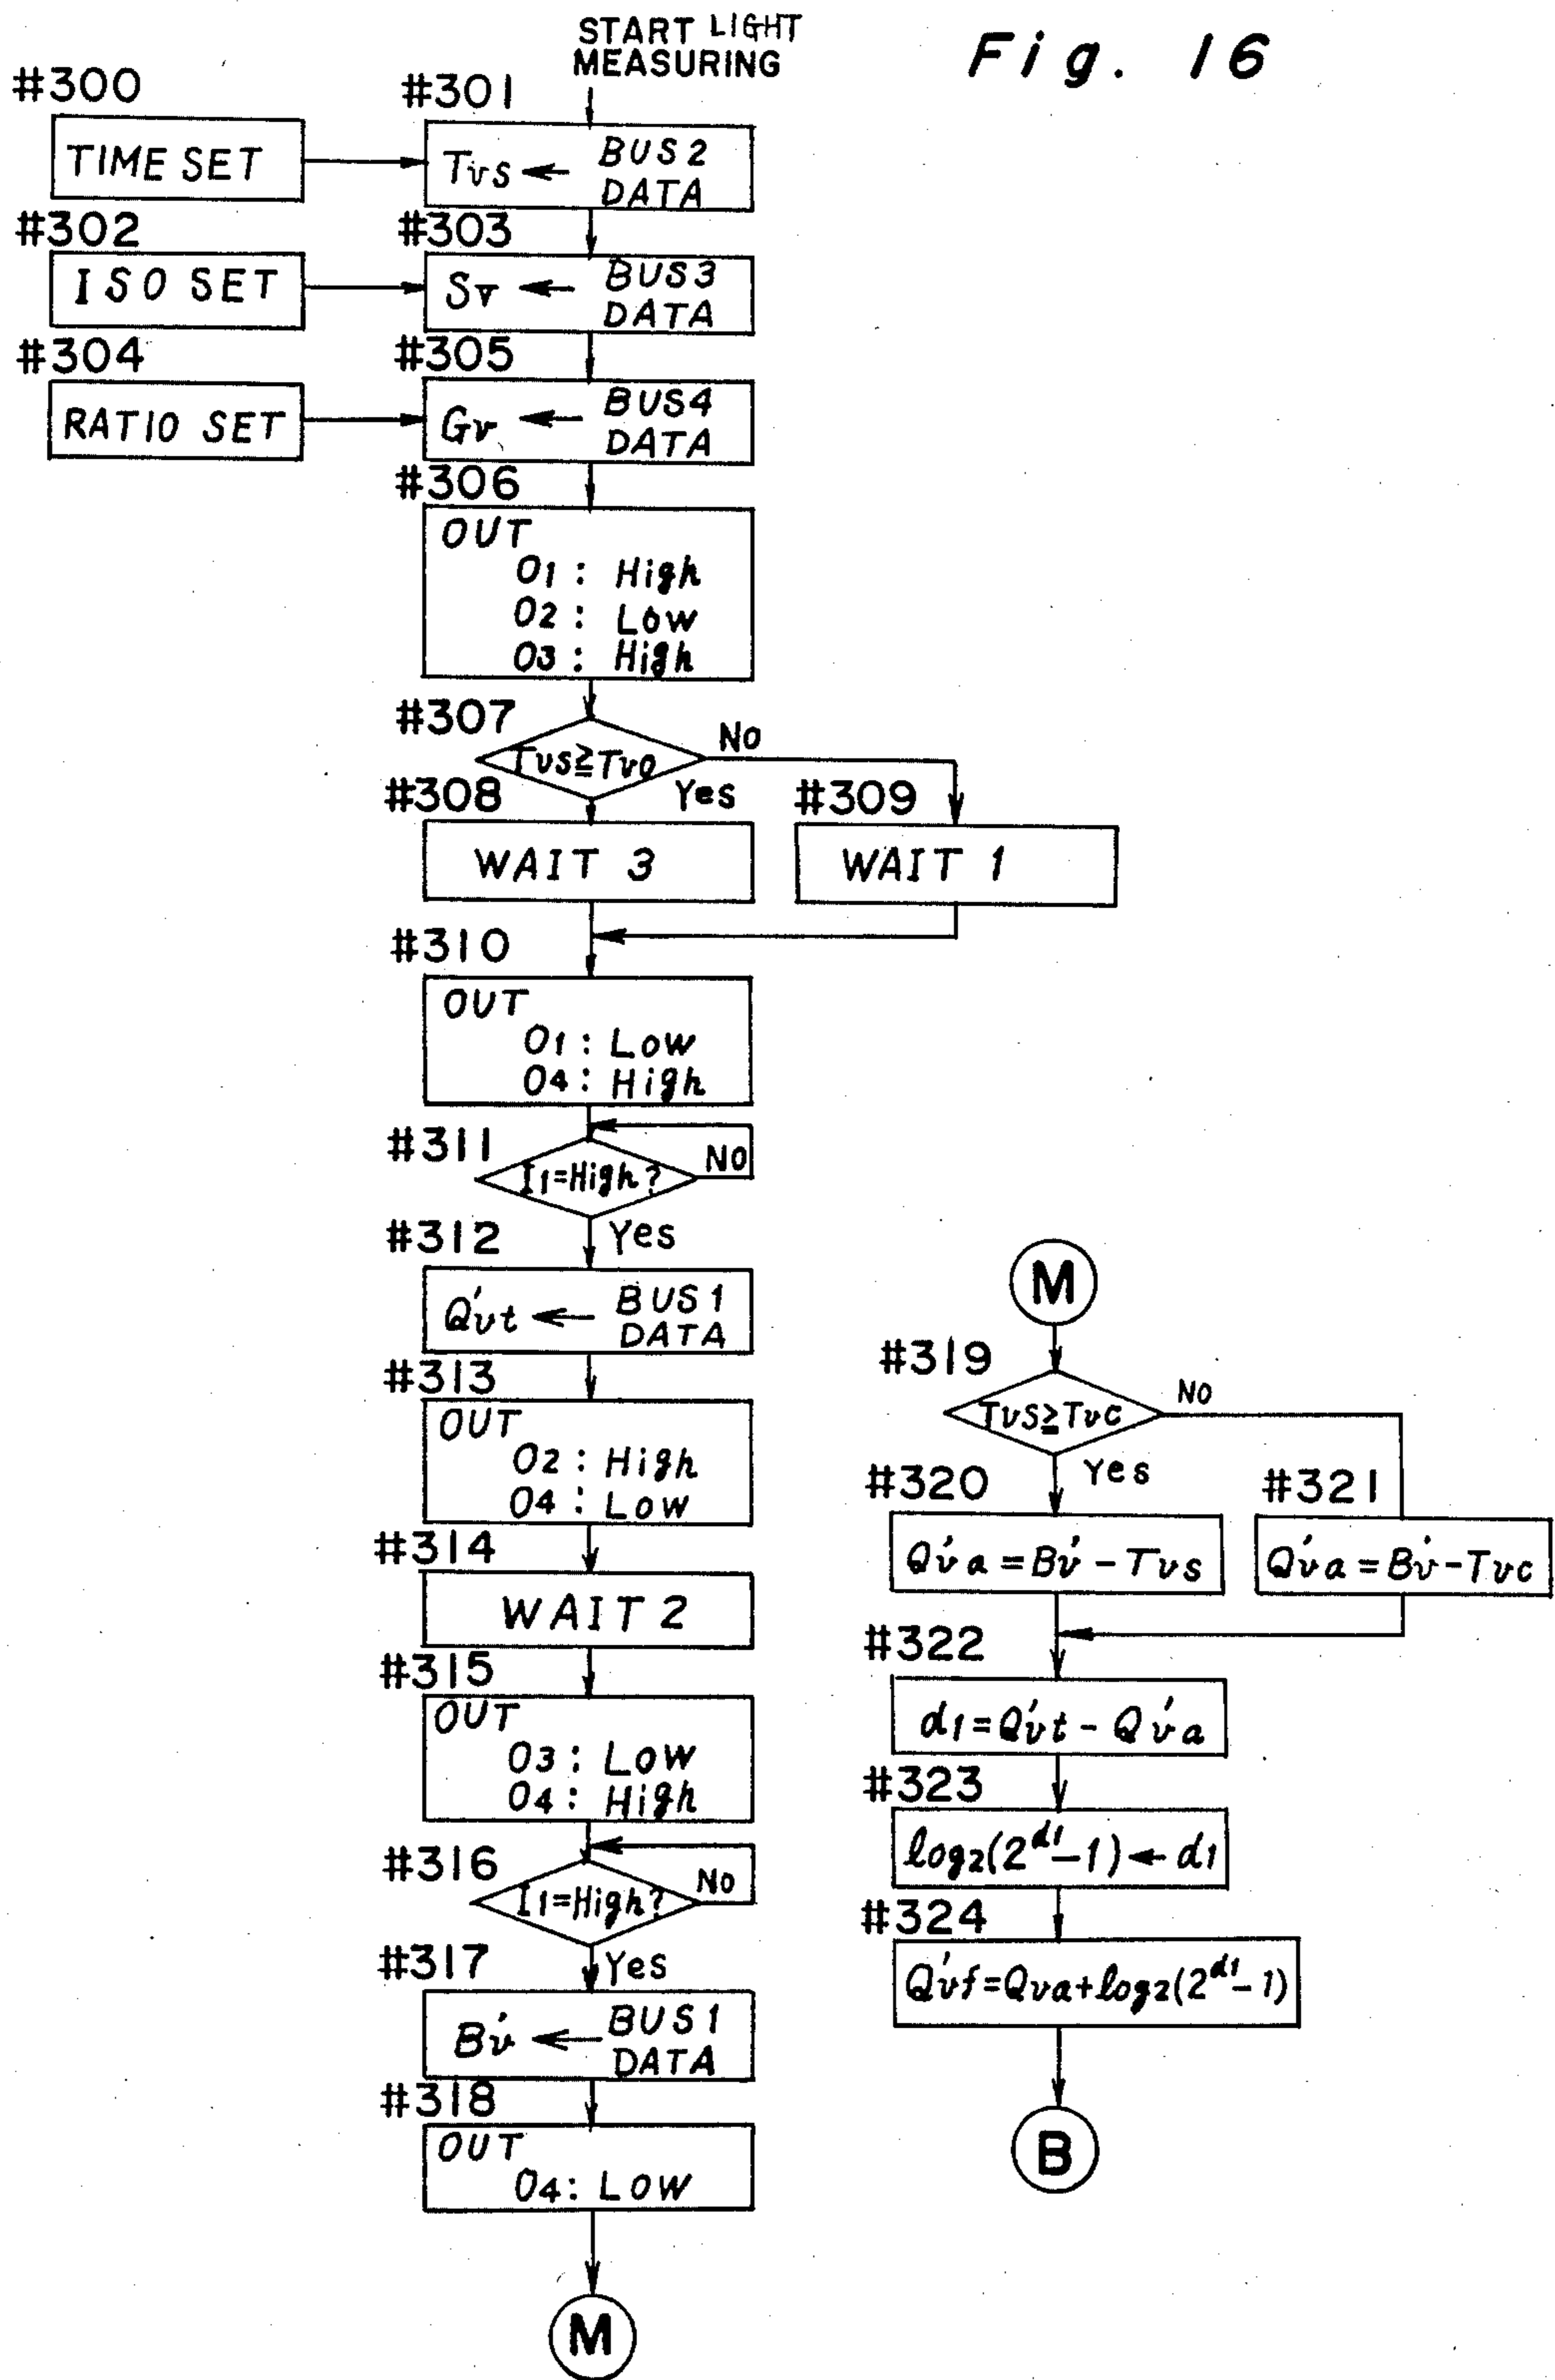 Fig. 16
START LIGHT
MEASURING
#300
TIME SET
#301
Tvs ← BUS2
DATA
#302
ISO SET
#303
Sv ← BUS3
DATA
#304
RATIO SET
#305
Gv ← BUS4
DATA
#306
OUT
O1 : High
O2 : Low
O3 : High
#307
Tvs≧Tvo
No
Yes
#308
WAIT 3
#309
WAIT 1
#310
OUT
O1 : Low
O4 : High
#311
I1=High?
No
Yes
#312
Q'vt ← BUS1
DATA
#313
OUT
O2 : High
O4 : Low
#314
WAIT 2
#315
OUT
O3 : Low
O4 : High
#316
I1=High?
No
Yes
#317
B'v ← BUS1
DATA
#318
OUT
O4 : Low
M
M
#319
Tvs≧Tvc
No
Yes
#320
Q'va = B'v - Tvs
#321
Q'va = B'v - Tvc
#322
d1 = Q'vt - Q'va
#323
log2(2^d1-1) ← d1
#324
Q'vf = Qva + log2(2^d1-1)
B